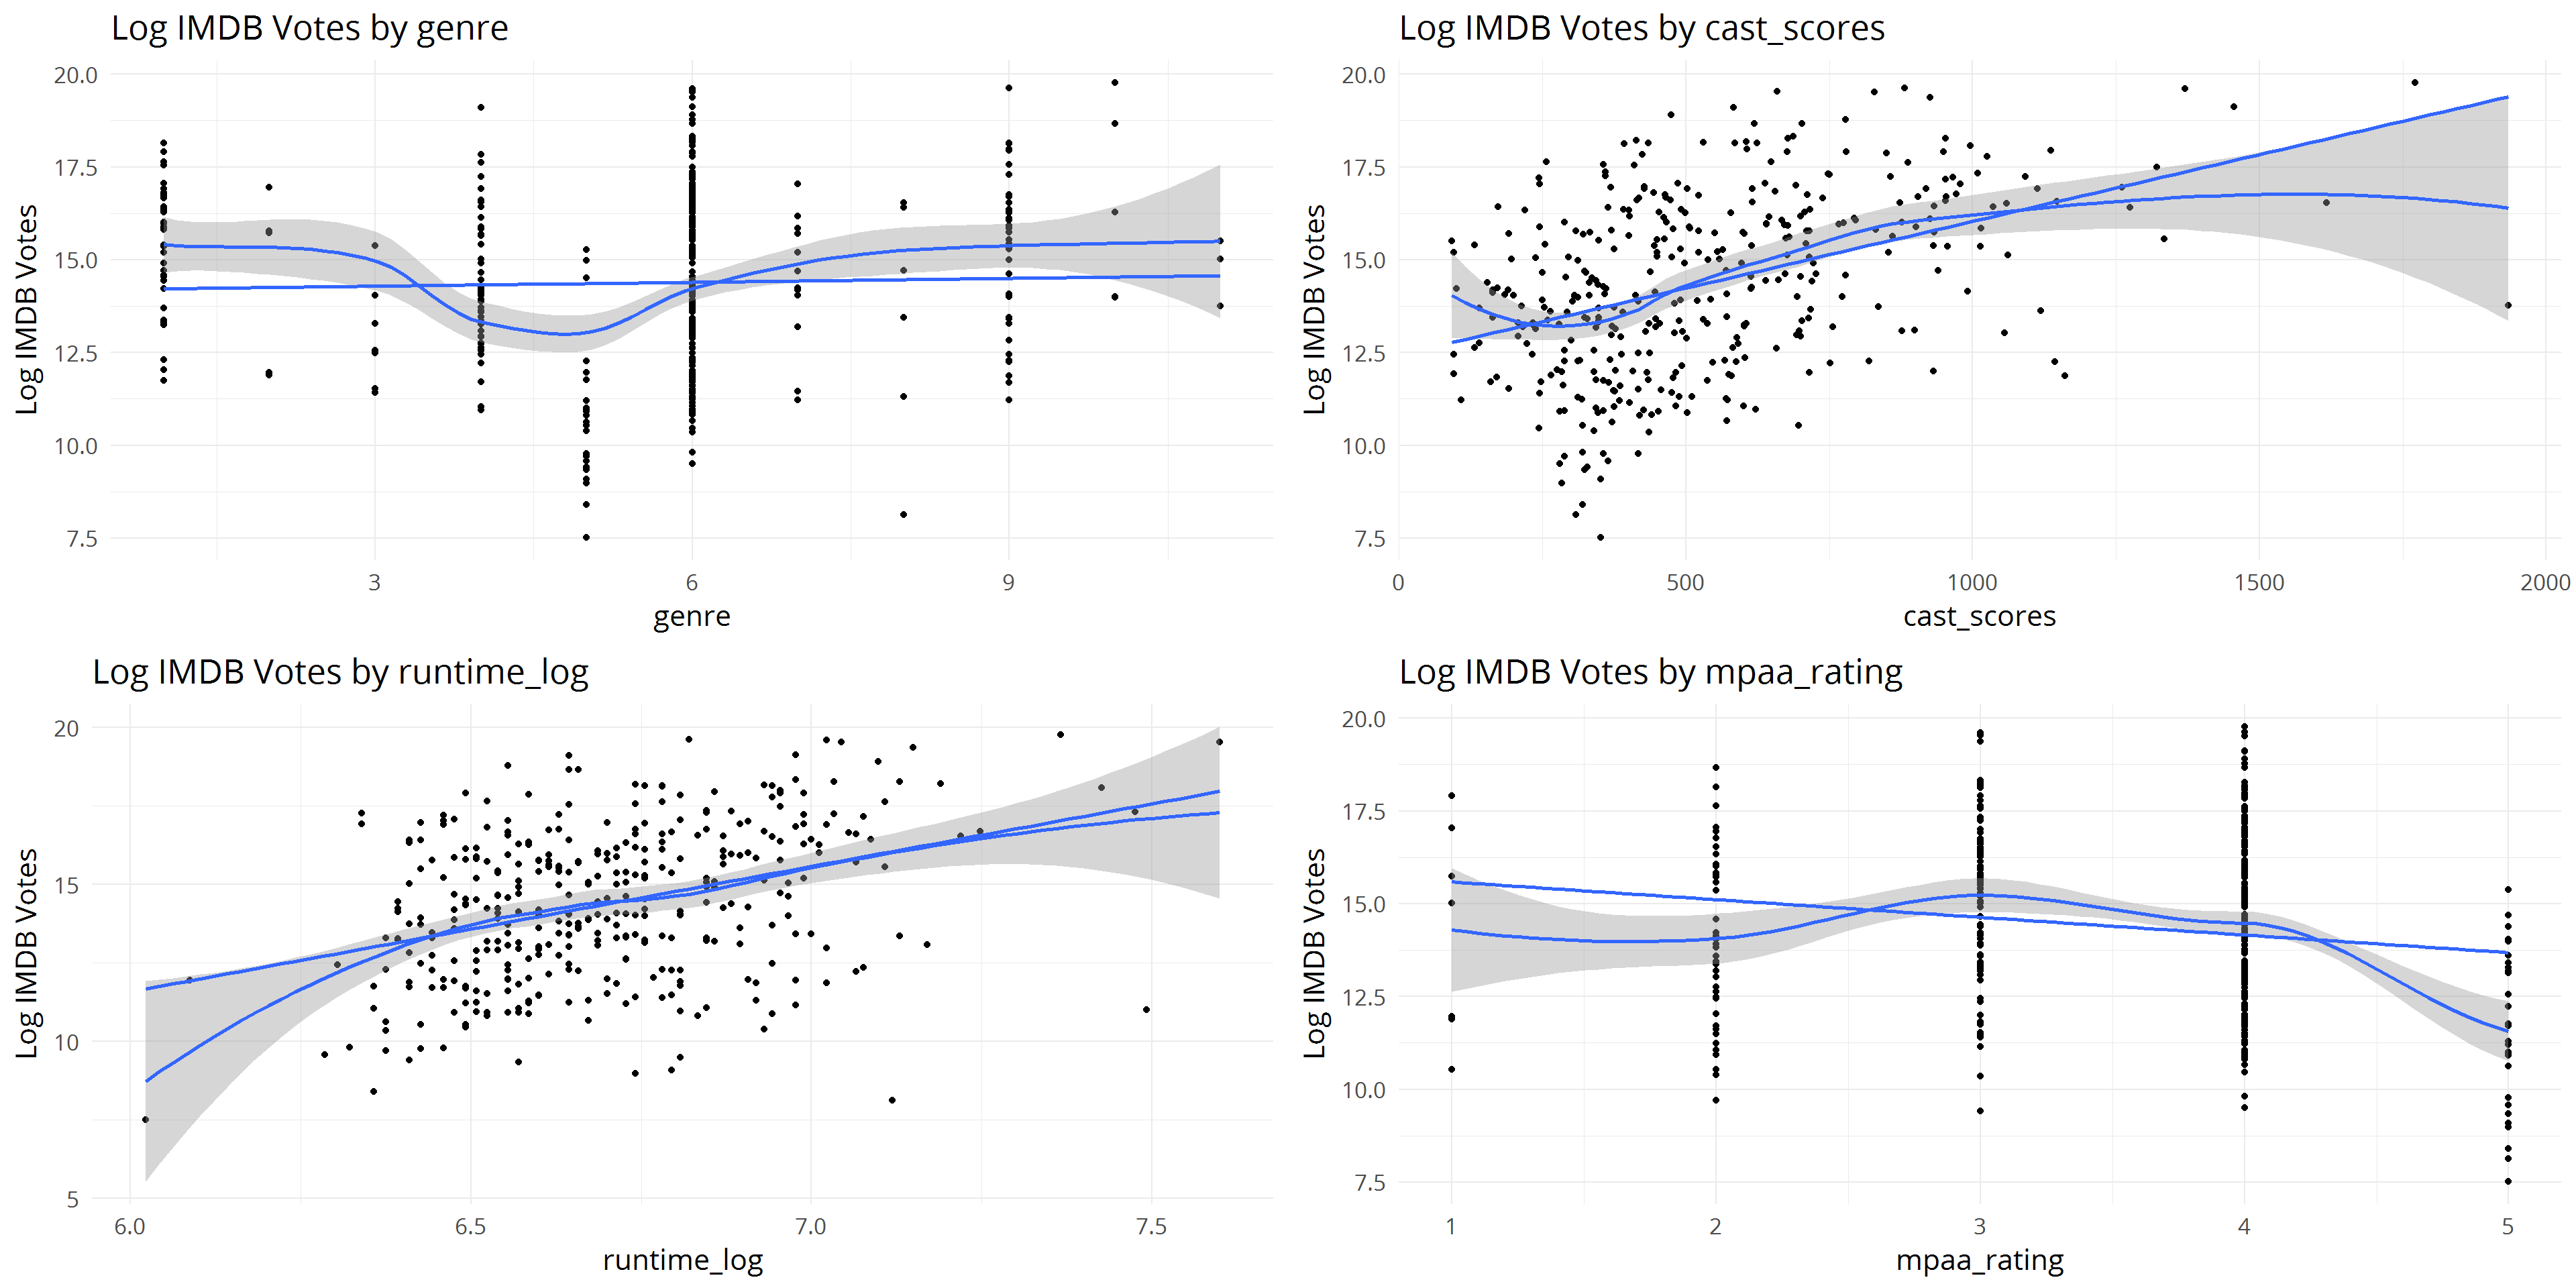 Log IMDB Votes by genre
Log IMDB Votes
20.0
17.5
15.0
12.5
10.0
7.5
3 6 9
genre
Log IMDB Votes by cast_scores
Log IMDB Votes
20.0
17.5
15.0
12.5
10.0
7.5
0 500 1000 1500 2000
cast_scores
Log IMDB Votes by runtime_log
Log IMDB Votes
20
15
10
5
6.0 6.5 7.0 7.5
runtime_log
Log IMDB Votes by mpaa_rating
Log IMDB Votes
20.0
17.5
15.0
12.5
10.0
7.5
1 2 3 4 5
mpaa_rating